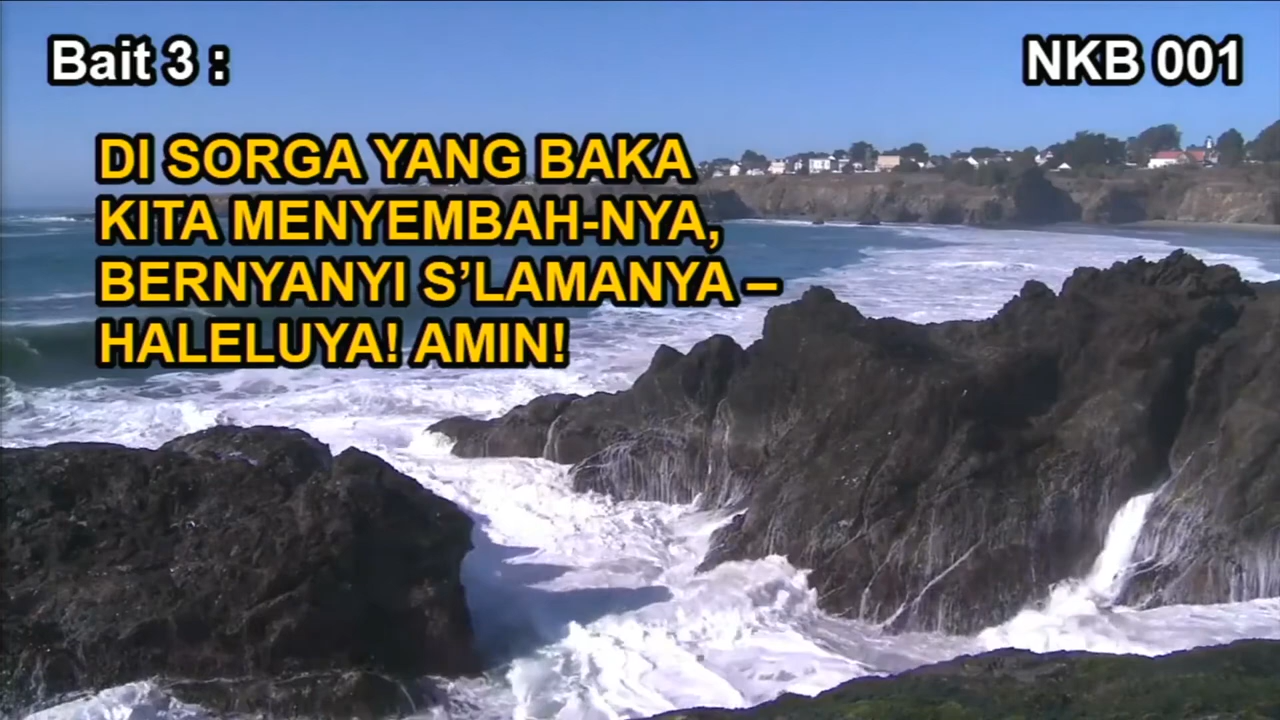 Bait 3 :
NKB 001
DI SORGA YANG BAKA
KITA MENYEMBAH-NYA,
BERNYANYI S’LAMANYA –
HALELUYA! AMIN!